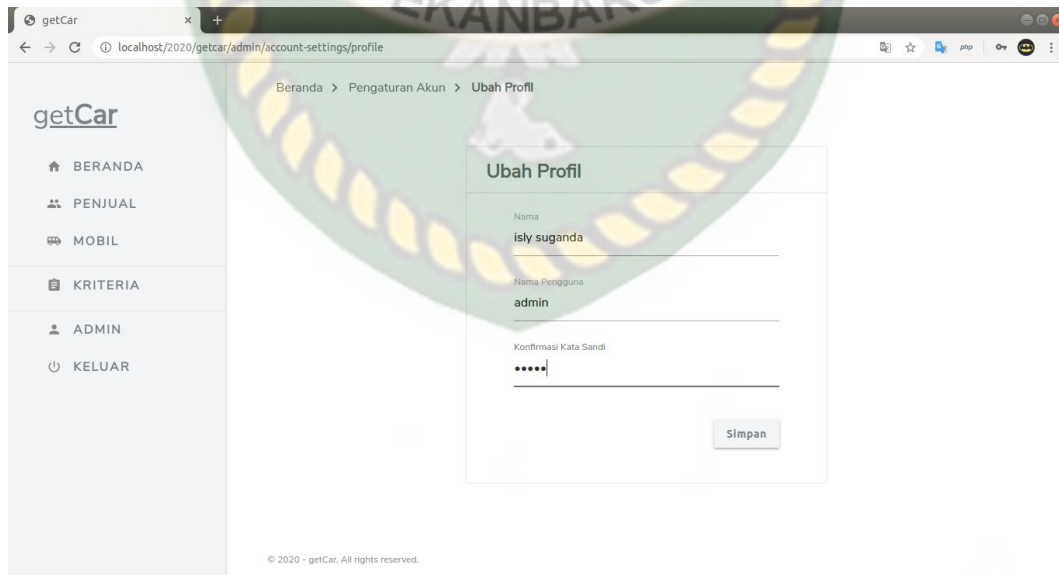 EKANBARU
getCar
localhost/2020/getcar/admin/account-settings/profile
php
Beranda > Pengaturan Akun > Ubah Profil
getCar
BERANDA
PENJUAL
MOBIL
KRITERIA
ADMIN
KELUAR
Ubah Profil
Nama
isly suganda
Nama Pengguna
admin
Konfirmasi Kata Sandi
•••••
Simpan
© 2020 - getCar, All rights reserved.